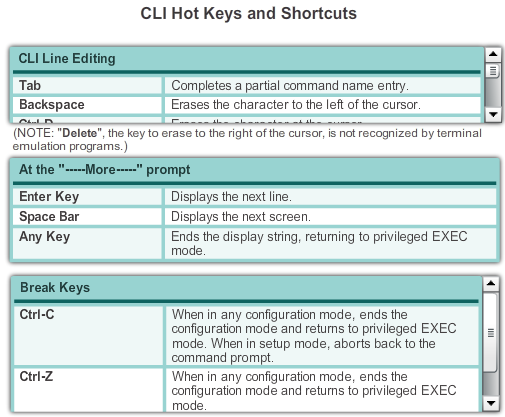 CLI Hot Keys and Shortcuts
CLI Line Editing
Tab Completes a partial command name entry.
Backspace Erases the character to the left of the cursor.
Ctrl-D Erases the character at the cursor.
(NOTE: "Delete", the key to erase to the right of the cursor, is not recognized by terminal
emulation programs.)
At the "-----More-----" prompt
Enter Key Displays the next line.
Space Bar Displays the next screen.
Any Key Ends the display string, returning to privileged EXEC
mode.
Break Keys
Ctrl-C When in any configuration mode, ends the
configuration mode and returns to privileged EXEC
mode. When in setup mode, aborts back to the
command prompt.
Ctrl-Z When in any configuration mode, ends the
configuration mode and returns to privileged EXEC
mode.